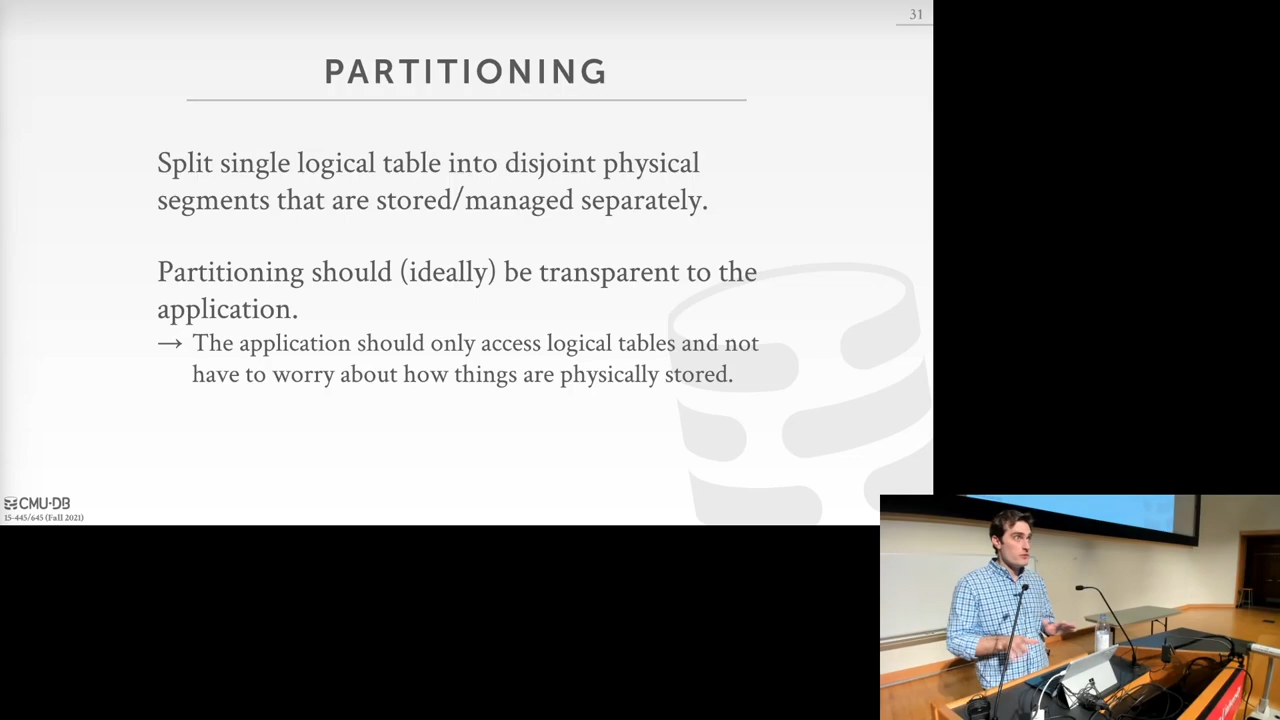 31
PARTITIONING
Split single logical table into disjoint physical
segments that are stored/managed separately.
Partitioning should (ideally) be transparent to the
application.
→ The application should only access logical tables and not
have to worry about how things are physically stored.
CMU·DB
15-445/645 (Fall 2021)